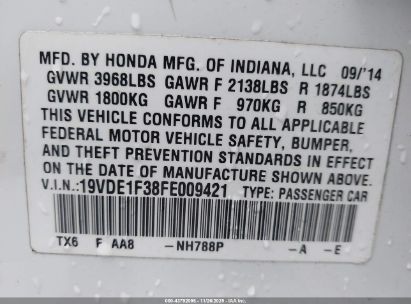 MFD. BY HONDA MFG. OF INDIANA, LLC 09/'14
GVWR 3968LBS GAWR F 2138LBS R 1874LBS
GVWR 1800KG GAWR F 970KG R 850KG
THIS VEHICLE CONFORMS TO ALL APPLICABLE
FEDERAL MOTOR VEHICLE SAFETY, BUMPER,
AND THEFT PREVENTION STANDARDS IN EFFECT
ON THE DATE OF MANUFACTURE SHOWN ABOVE.
V.I.N.:19VDE1F38FE009421 TYPE: PASSENGER CAR
TX6 F AA8 -NH788P -A -E